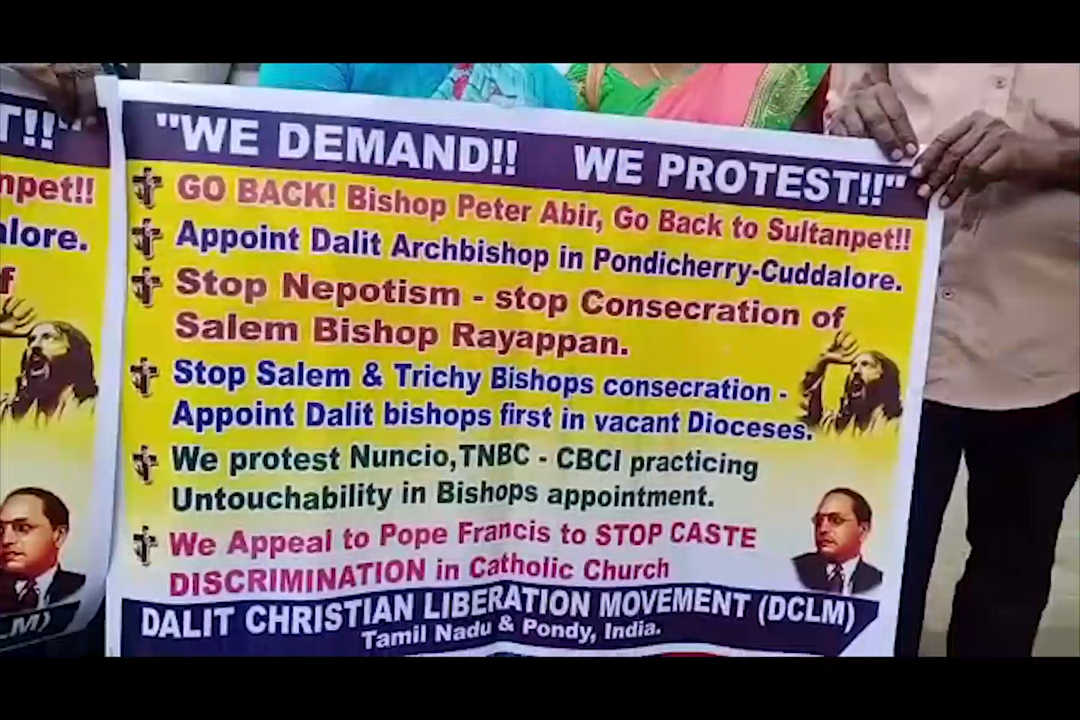 T!!"
npet!!
alore.
f
LM)
"WE DEMAND!! WE PROTEST!!"
GO BACK! Bishop Peter Abir, Go Back to Sultanpet!!
Appoint Dalit Archbishop in Pondicherry-Cuddalore.
Stop Nepotism - stop Consecration of
Salem Bishop Rayappan.
Stop Salem & Trichy Bishops consecration -
Appoint Dalit bishops first in vacant Dioceses.
We protest Nuncio,TNBC - CBCI practicing
Untouchability in Bishops appointment.
We Appeal to Pope Francis to STOP CASTE
DISCRIMINATION in Catholic Church
DALIT CHRISTIAN LIBERATION MOVEMENT (DCLM)
Tamil Nadu & Pondy, India.